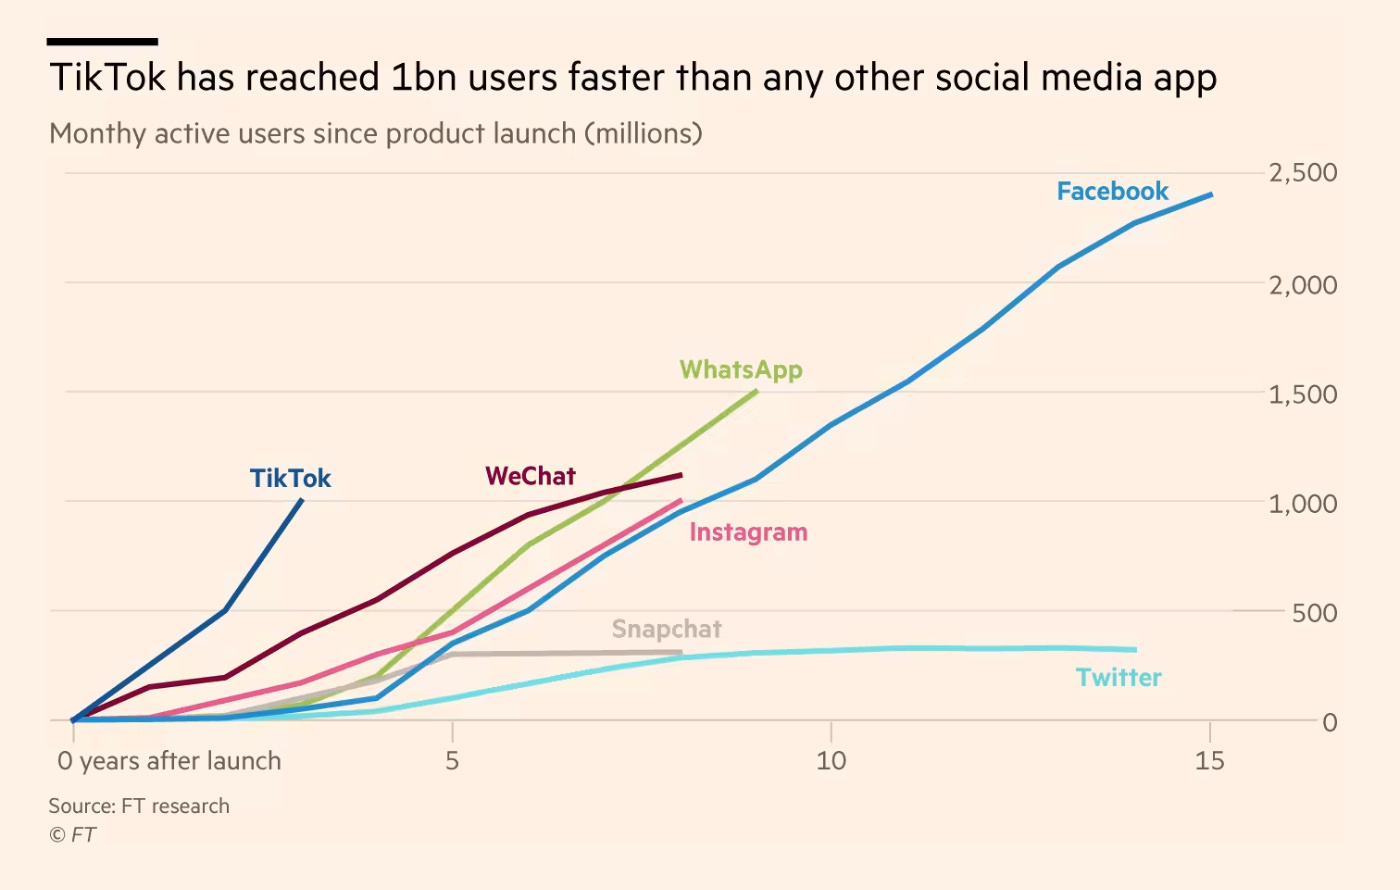 TikTok has reached 1bn users faster than any other social media app
Monthy active users since product launch (millions)
2,500
Facebook
2,000
WhatsApp
1,500
TikTok
WeChat
1,000
Instagram
500
Snapchat
Twitter
0
0 years after launch 5 10 15
Source: FT research
© FT